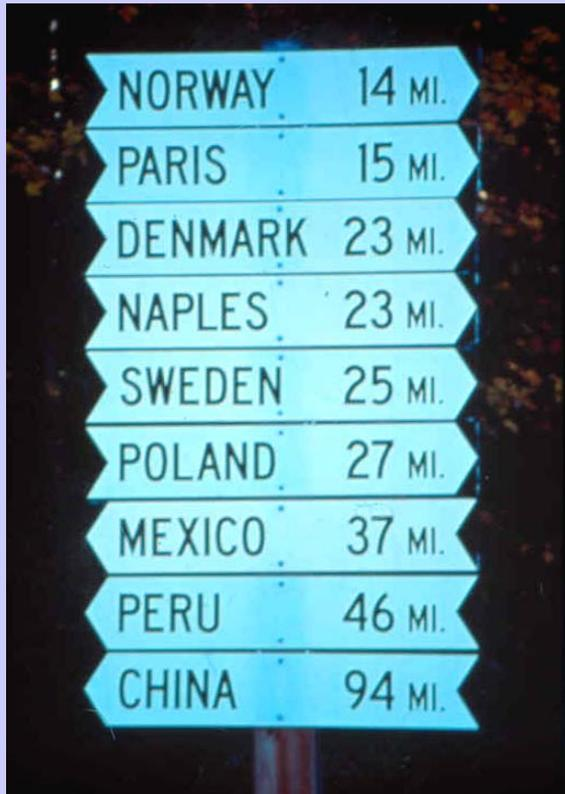 NORWAY 14 MI.
PARIS 15 MI.
DENMARK 23 MI.
NAPLES 23 MI.
SWEDEN 25 MI.
POLAND 27 MI.
MEXICO 37 MI.
PERU 46 MI.
CHINA 94 MI.